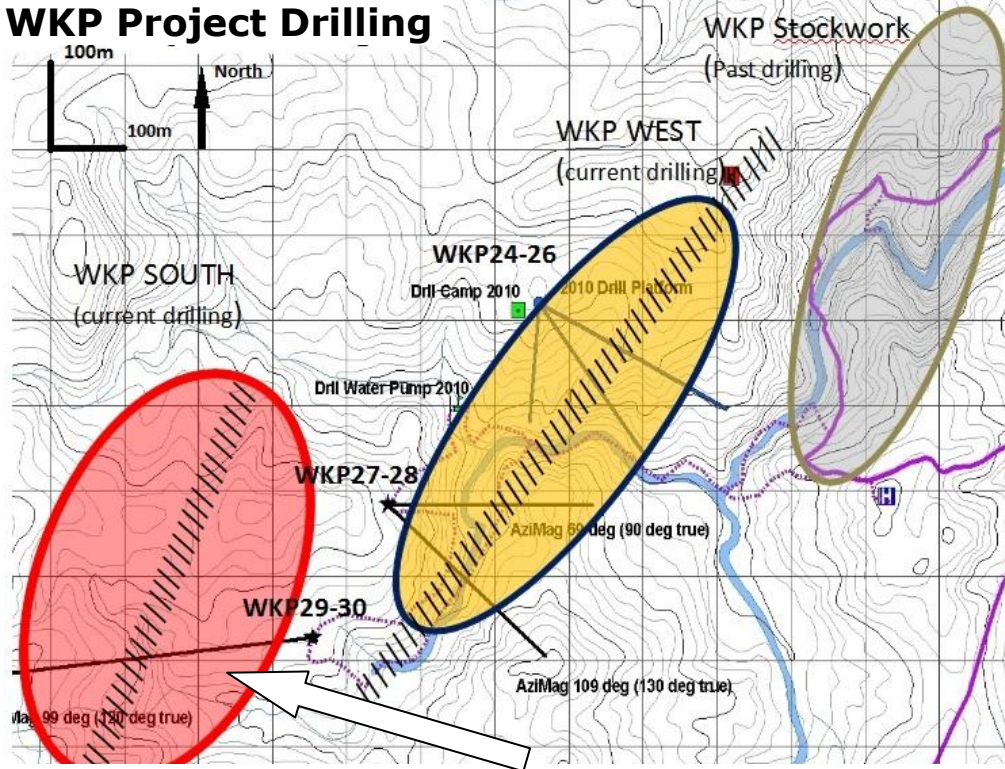 WKP Project Drilling
100m
North
100m
WKP Stockwork
(Past drilling)
WKP WEST
(current drilling)
H
WKP24-26
Drill Camp 2010
2010 Drill Platform
WKP SOUTH
(current drilling)
Drill Water Pump 2010
WKP27-28
H
AziMag 69 deg (90 deg true)
WKP29-30
AziMag 109 deg (130 deg true)
Mag 99 deg (120 deg true)